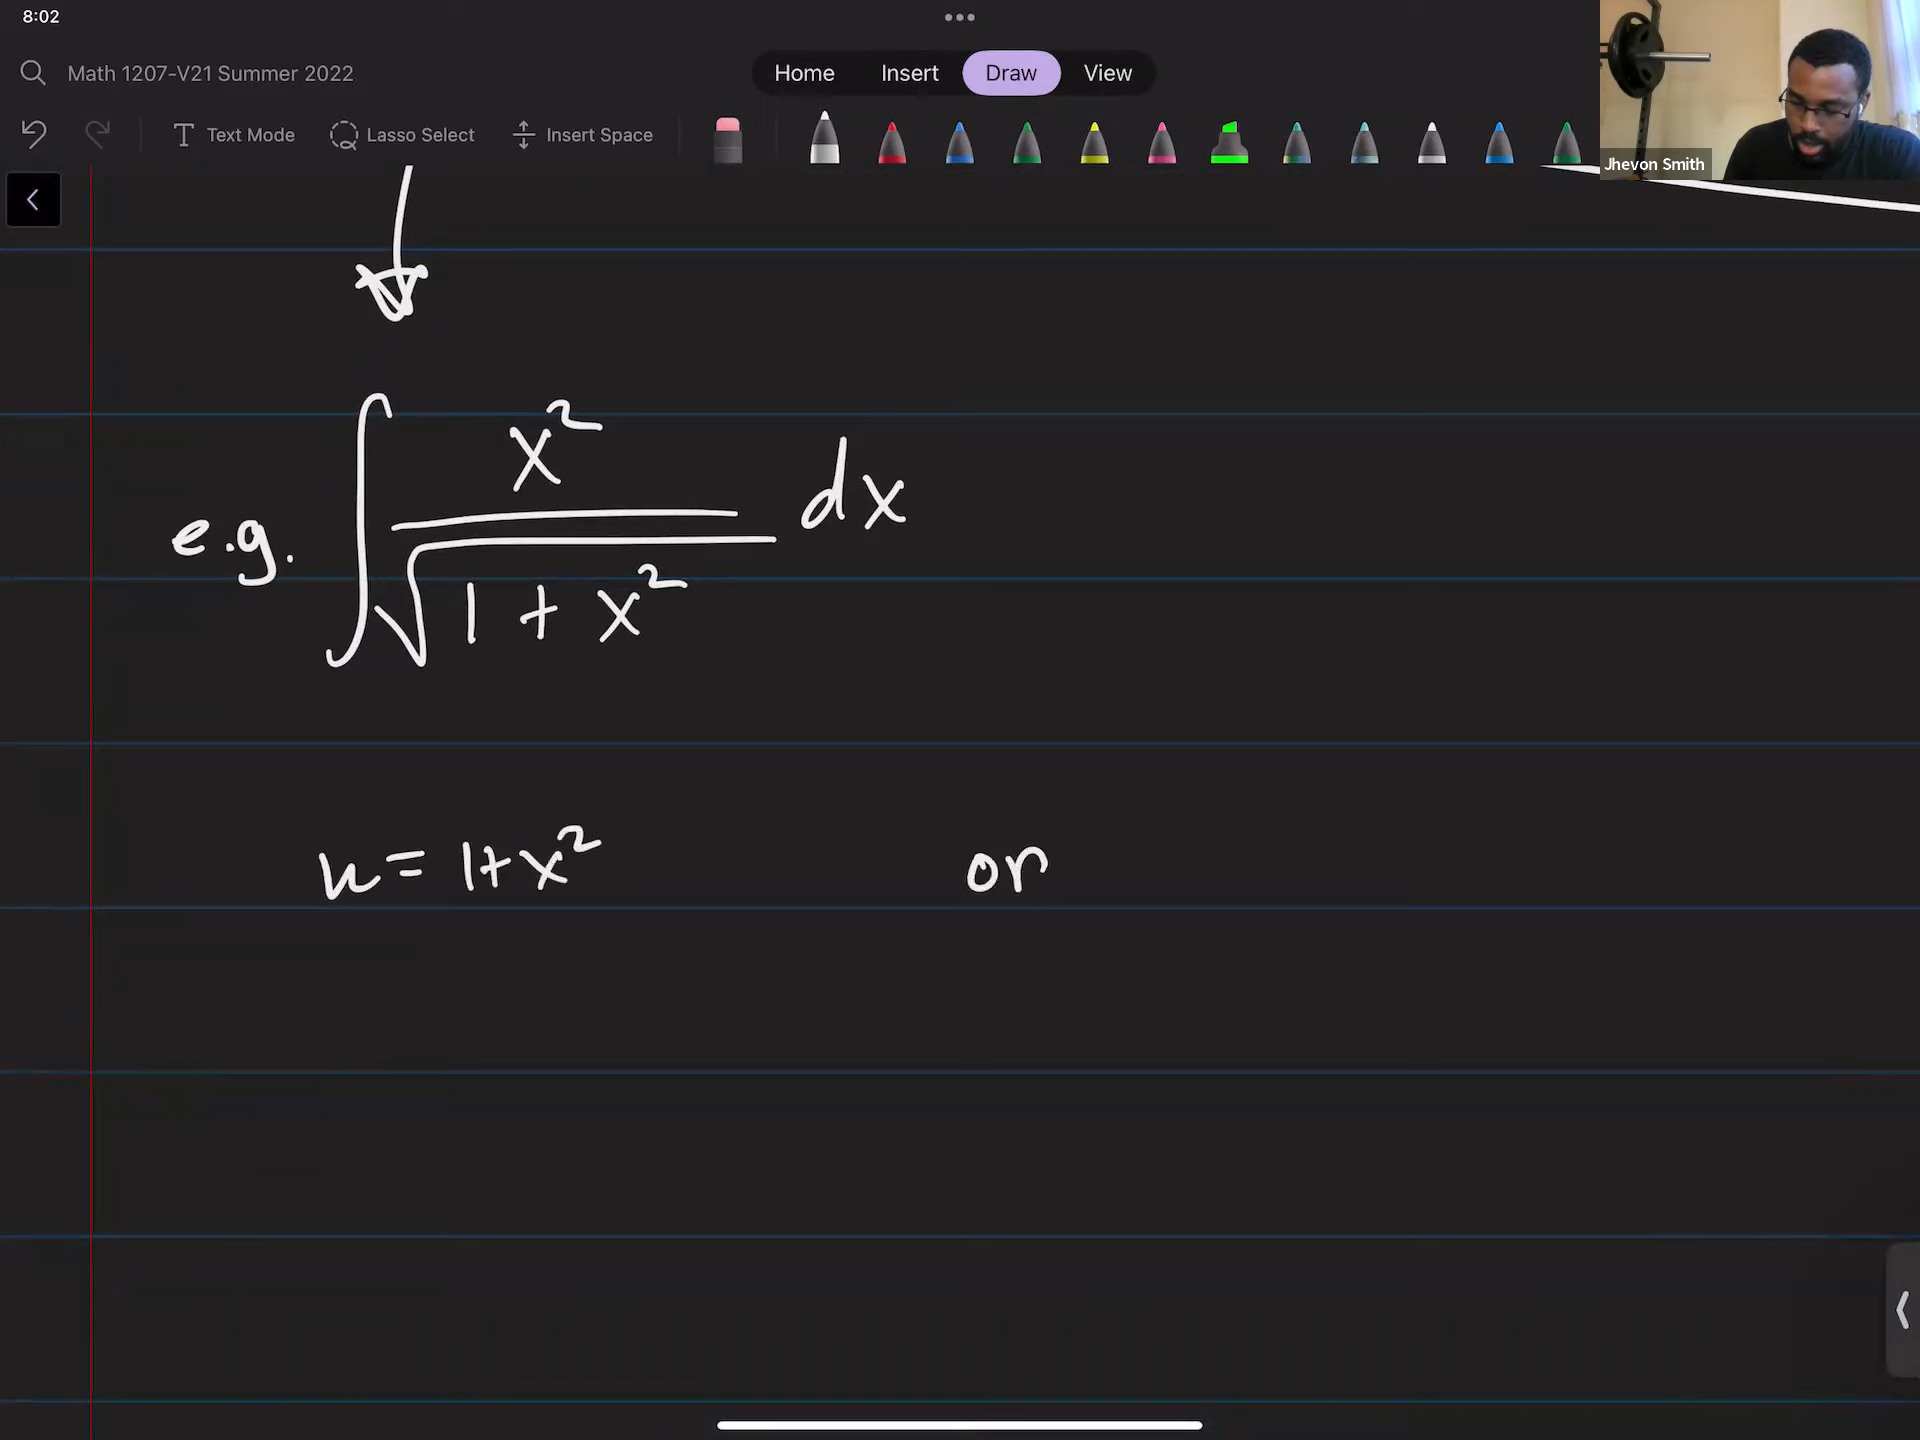 8:02
Math 1207-V21 Summer 2022
Home Insert Draw View
Text Mode Lasso Select Insert Space
Jhevon Smith
e.g. ∫ x² / √(1 + x²) dx
u = 1+x² or